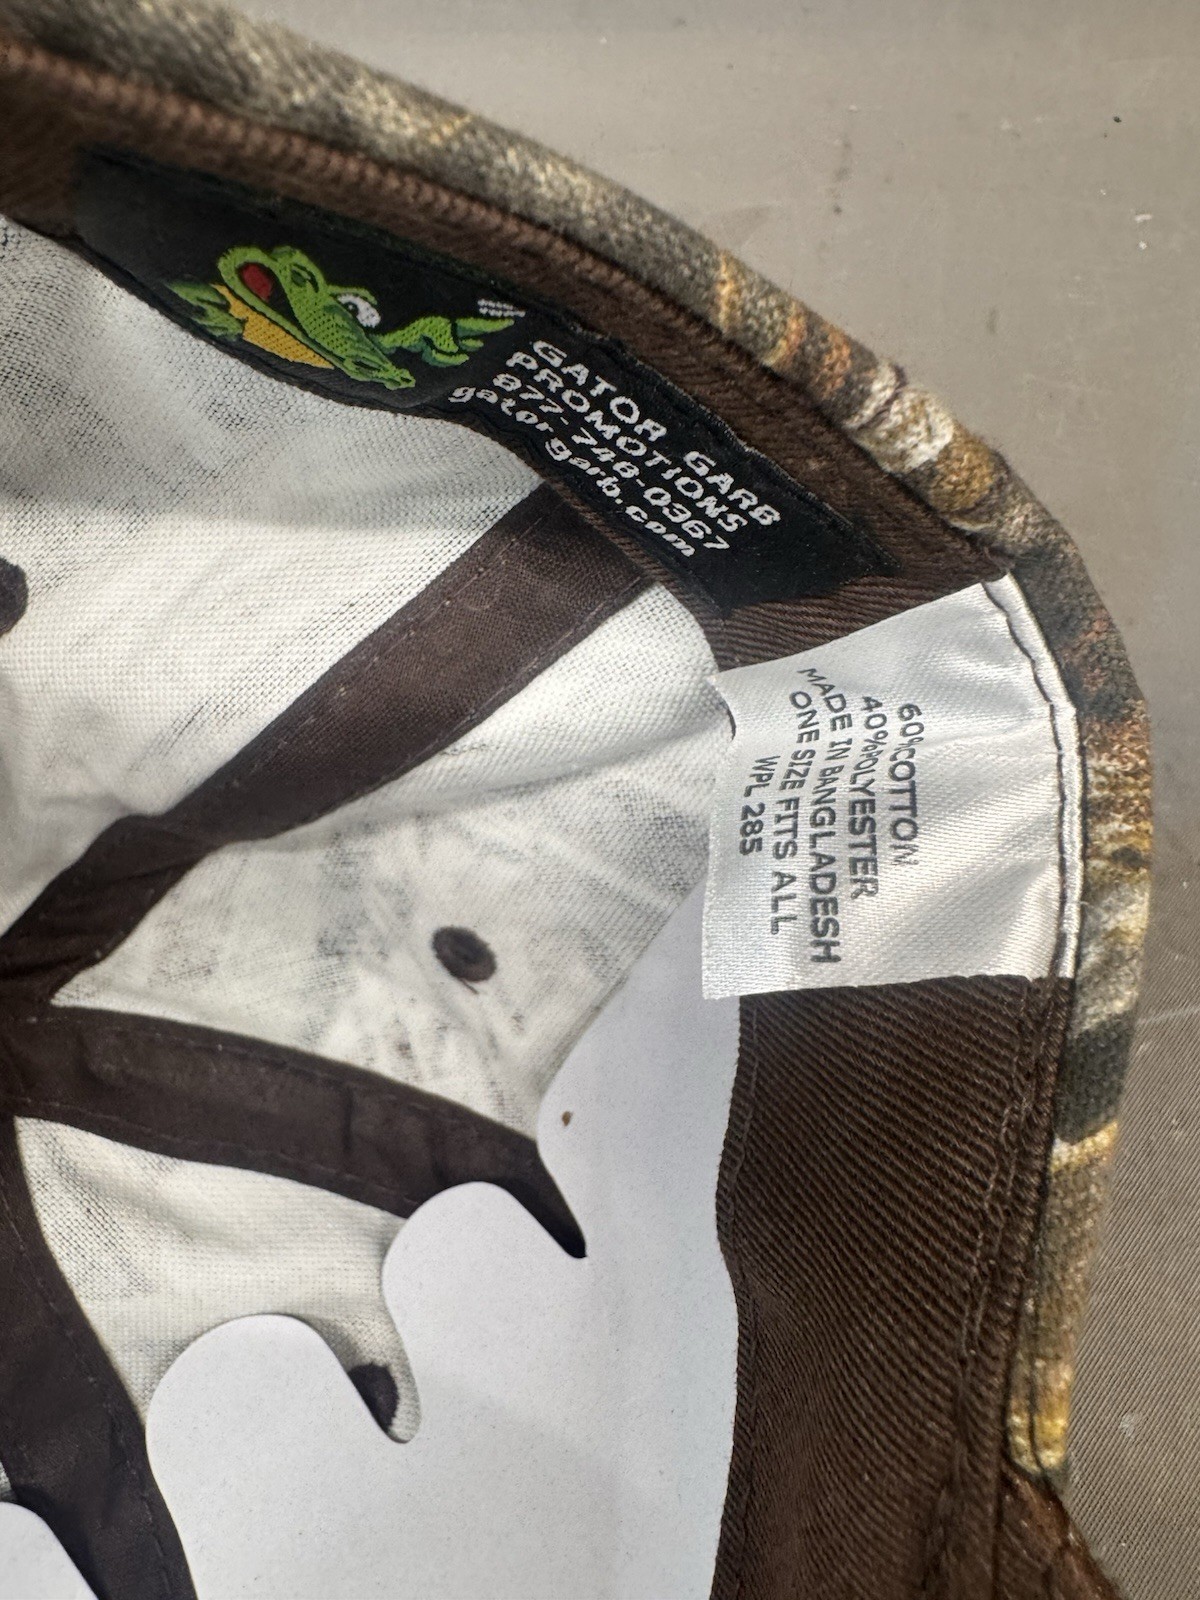 GATOR GARB
PROMOTIONS
877-748-0367
gatorgarb.com
60%COTTON
40%POLYESTER
MADE IN BANGLADESH
ONE SIZE FITS ALL
WPL 285